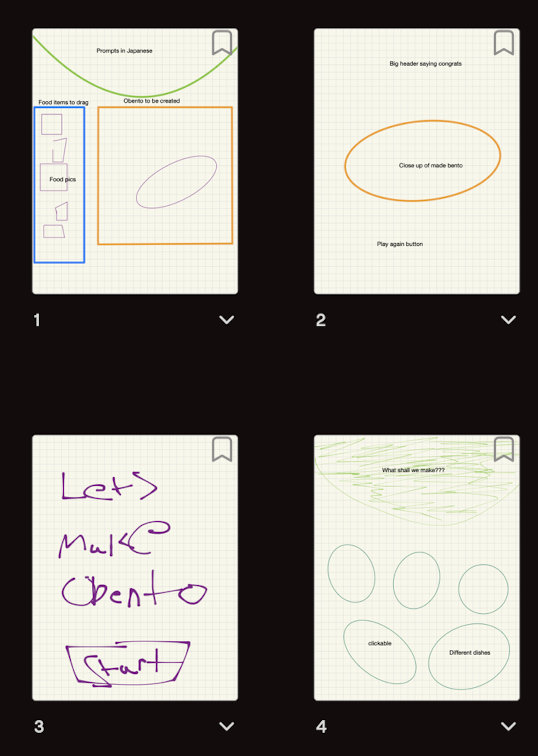 Prompts in Japanese
Food items to drag
Obento to be created
Food pics
1
Big header saying congrats
Close up of made bento
Play again button
2
Lets
Make
Obento
Start
3
What shall we make???
clickable
Different dishes
4